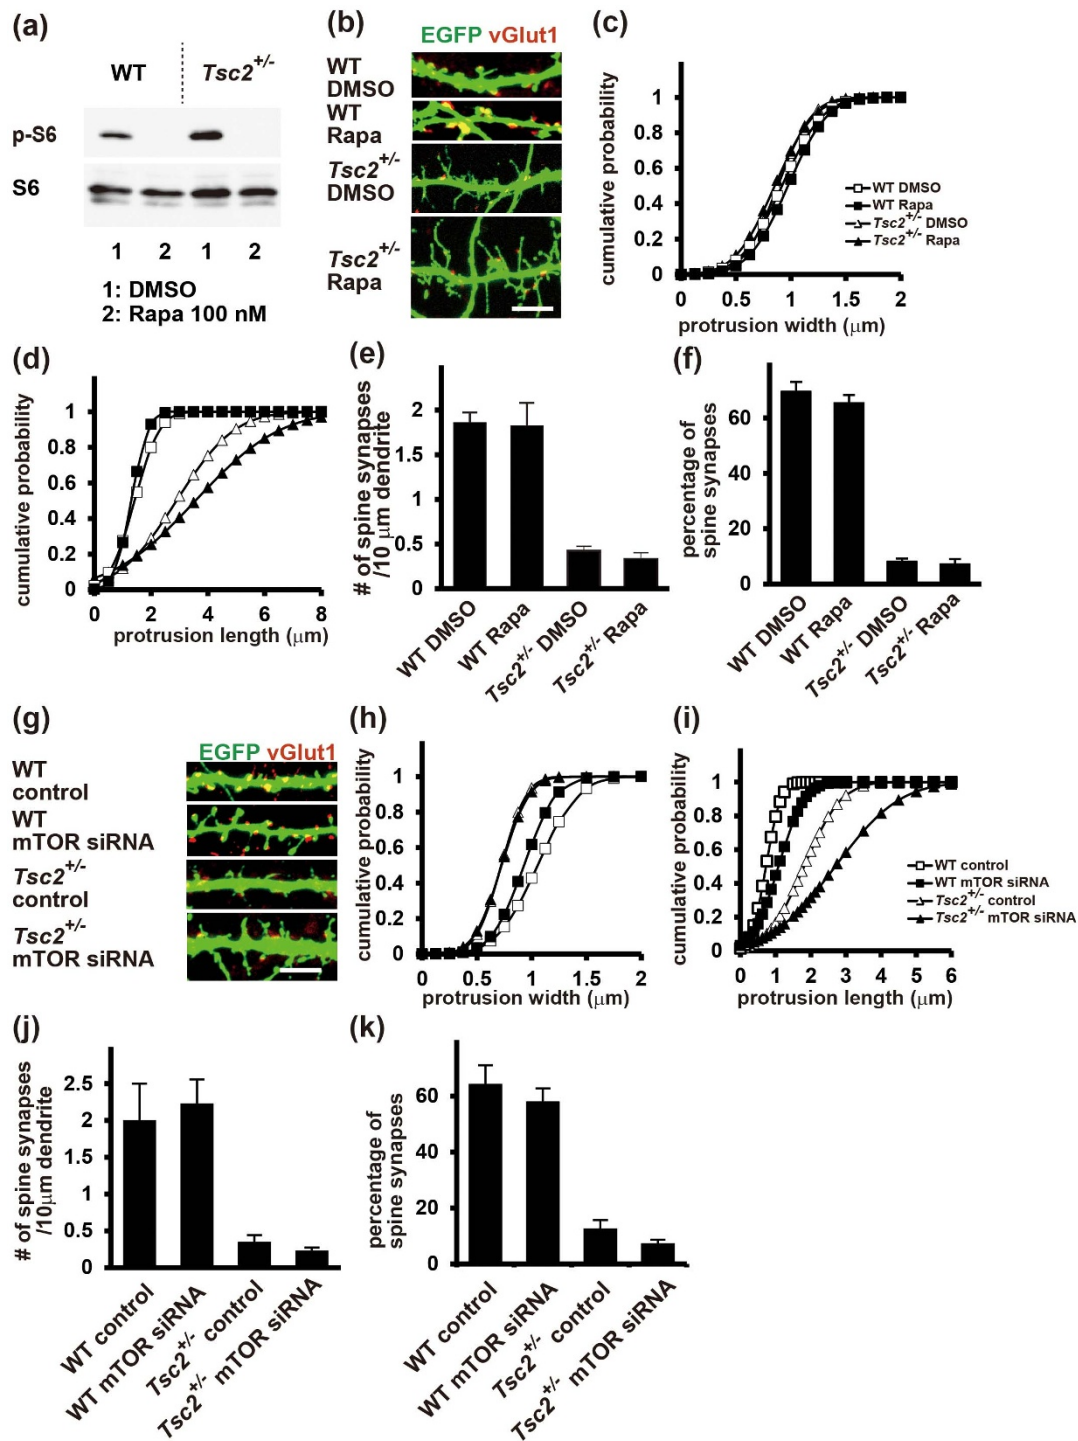 (a)
WT
Tsc2+/-
p-S6
S6
1 2 1 2
1: DMSO
2: Rapa 100 nM
(b)
EGFP vGlut1
WT
DMSO
WT
Rapa
Tsc2+/-
DMSO
Tsc2+/-
Rapa
(c)
cumulative probability
1
0.8
0.6
0.4
0.2
0
0 0.5 1 1.5 2
protrusion width (μm)
WT DMSO
WT Rapa
Tsc2+/- DMSO
Tsc2+/- Rapa
(d)
cumulative probability
1
0.8
0.6
0.4
0.2
0
0 2 4 6 8
protrusion length (μm)
(e)
# of spine synapses
/10 μm dendrite
2
1.5
1
0.5
0
WT DMSO
WT Rapa
Tsc2+/- DMSO
Tsc2+/- Rapa
(f)
percentage of
spine synapses
60
40
20
0
WT DMSO
WT Rapa
Tsc2+/- DMSO
Tsc2+/- Rapa
(g)
EGFP vGlut1
WT
control
WT
mTOR siRNA
Tsc2+/-
control
Tsc2+/-
mTOR siRNA
(h)
cumulative probability
1
0.8
0.6
0.4
0.2
0
0 0.5 1 1.5 2
protrusion width (μm)
(i)
cumulative probability
1
0.8
0.6
0.4
0.2
0
0 1 2 3 4 5 6
protrusion length (μm)
WT control
WT mTOR siRNA
Tsc2+/- control
Tsc2+/- mTOR siRNA
(j)
# of spine synapses
/10μm dendrite
2.5
2
1.5
1
0.5
0
WT control
WT mTOR siRNA
Tsc2+/- control
Tsc2+/- mTOR siRNA
(k)
percentage of
spine synapses
60
40
20
0
WT control
WT mTOR siRNA
Tsc2+/- control
Tsc2+/- mTOR siRNA